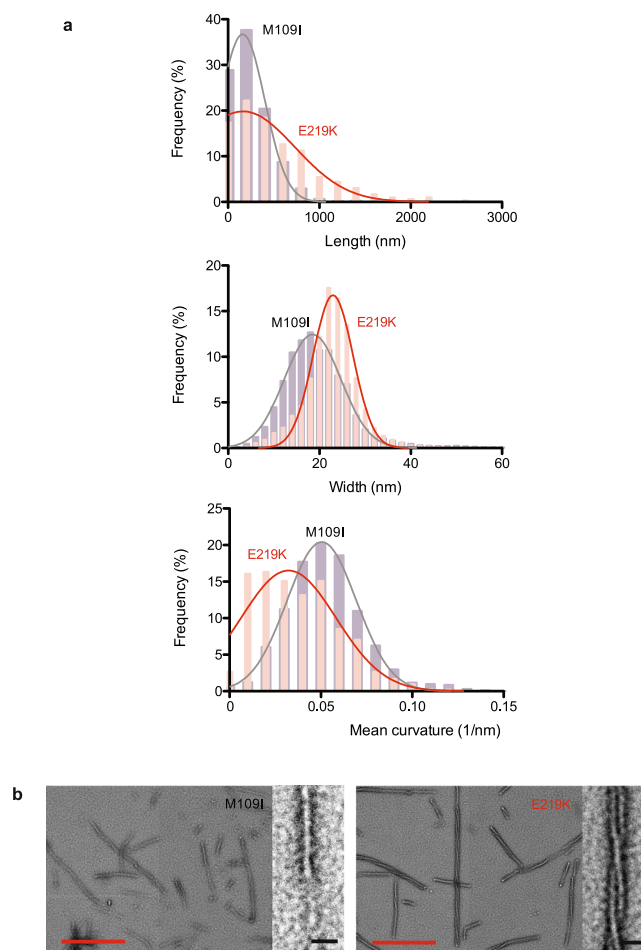 a
40
30
20
10
0
Frequency (%)
M109I
E219K
0 1000 2000 3000
Length (nm)
20
15
10
5
0
Frequency (%)
M109I
E219K
0 20 40 60
Width (nm)
25
20
15
10
5
0
Frequency (%)
M109I
E219K
0 0.05 0.10 0.15
Mean curvature (1/nm)
b
M109I
E219K